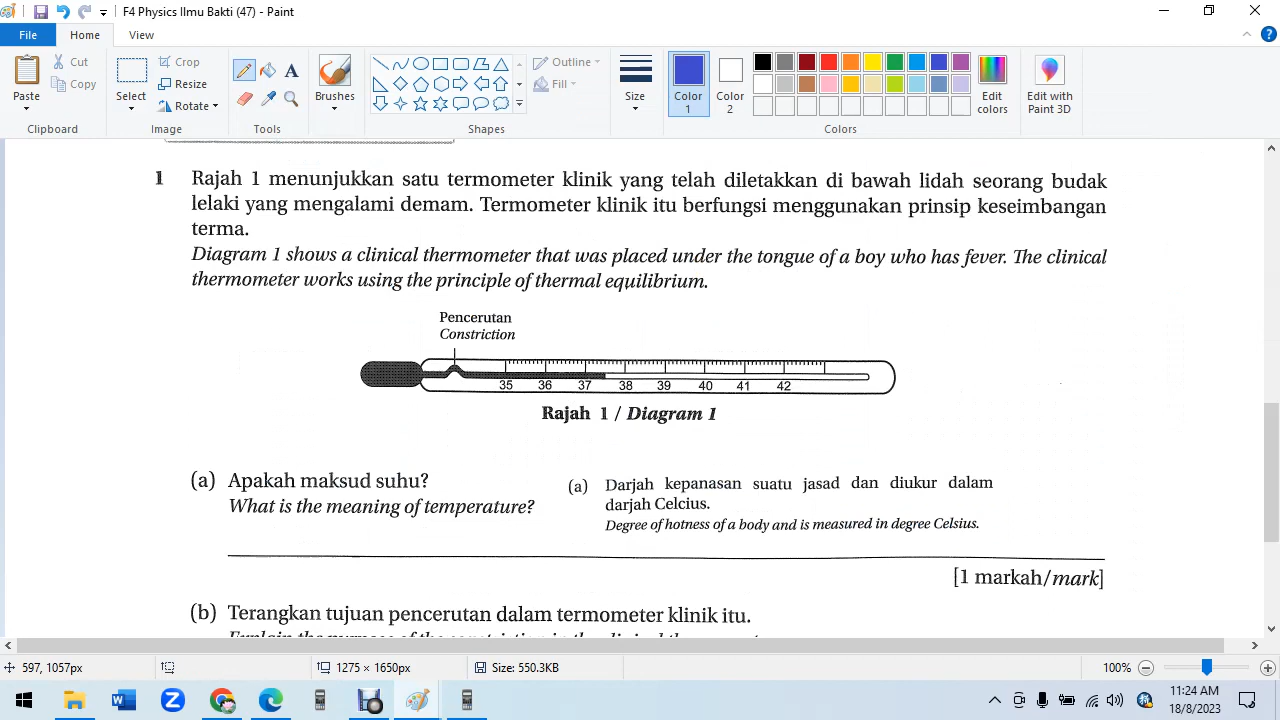 F4 Physics Ilmu Bakti (47) - Paint
File Home View
Paste
Cut
Copy
Clipboard
Select
Crop
Resize
Rotate
Image
Tools
Brushes
Outline
Fill
Shapes
Size
Color 1
Color 2
Edit colors
Colors
Edit with Paint 3D
1 Rajah 1 menunjukkan satu termometer klinik yang telah diletakkan di bawah lidah seorang budak
lelaki yang mengalami demam. Termometer klinik itu berfungsi menggunakan prinsip keseimbangan
terma.
Diagram 1 shows a clinical thermometer that was placed under the tongue of a boy who has fever. The clinical
thermometer works using the principle of thermal equilibrium.
Pencerutan
Constriction
35 36 37 38 39 40 41 42
Rajah 1 / Diagram 1
(a) Apakah maksud suhu?
What is the meaning of temperature?
(a) Darjah kepanasan suatu jasad dan diukur dalam
darjah Celcius.
Degree of hotness of a body and is measured in degree Celsius.
[1 markah/mark]
(b) Terangkan tujuan pencerutan dalam termometer klinik itu.
597, 1057px
1275 × 1650px
Size: 550.3KB
100%
11:24 AM
18/8/2023